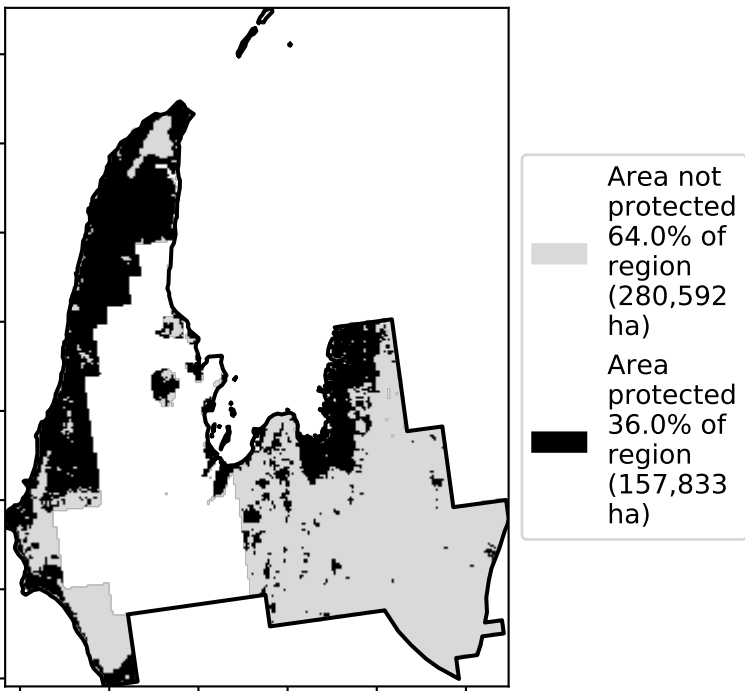 Area not
protected
64.0% of
region
(280,592
ha)
Area
protected
36.0% of
region
(157,833
ha)